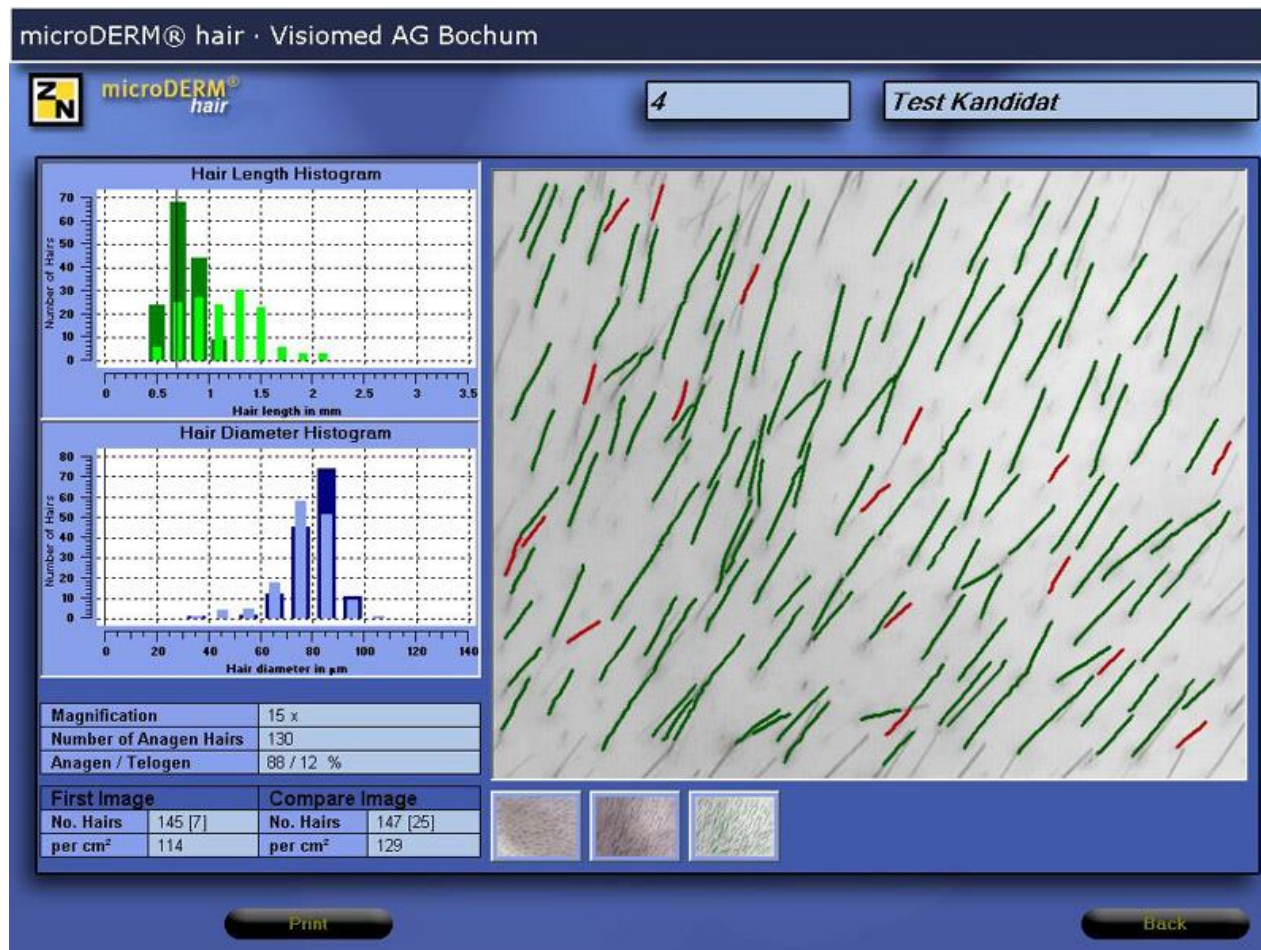 microDERM® hair · Visiomed AG Bochum
ZN
microDERM®
hair
4
Test Kandidat
Hair Length Histogram
Number of Hairs
70
60
50
40
30
20
10
0
0 0.5 1 1.5 2 2.5 3 3.5
Hair length in mm
Hair Diameter Histogram
Number of Hairs
80
70
60
50
40
30
20
10
0
0 20 40 60 80 100 120 140
Hair diameter in µm
Magnification 15 x
Number of Anagen Hairs 130
Anagen / Telogen 88 / 12 %
First Image Compare Image
No. Hairs 145 [7] No. Hairs 147 [25]
per cm² 114 per cm² 129
Print Back